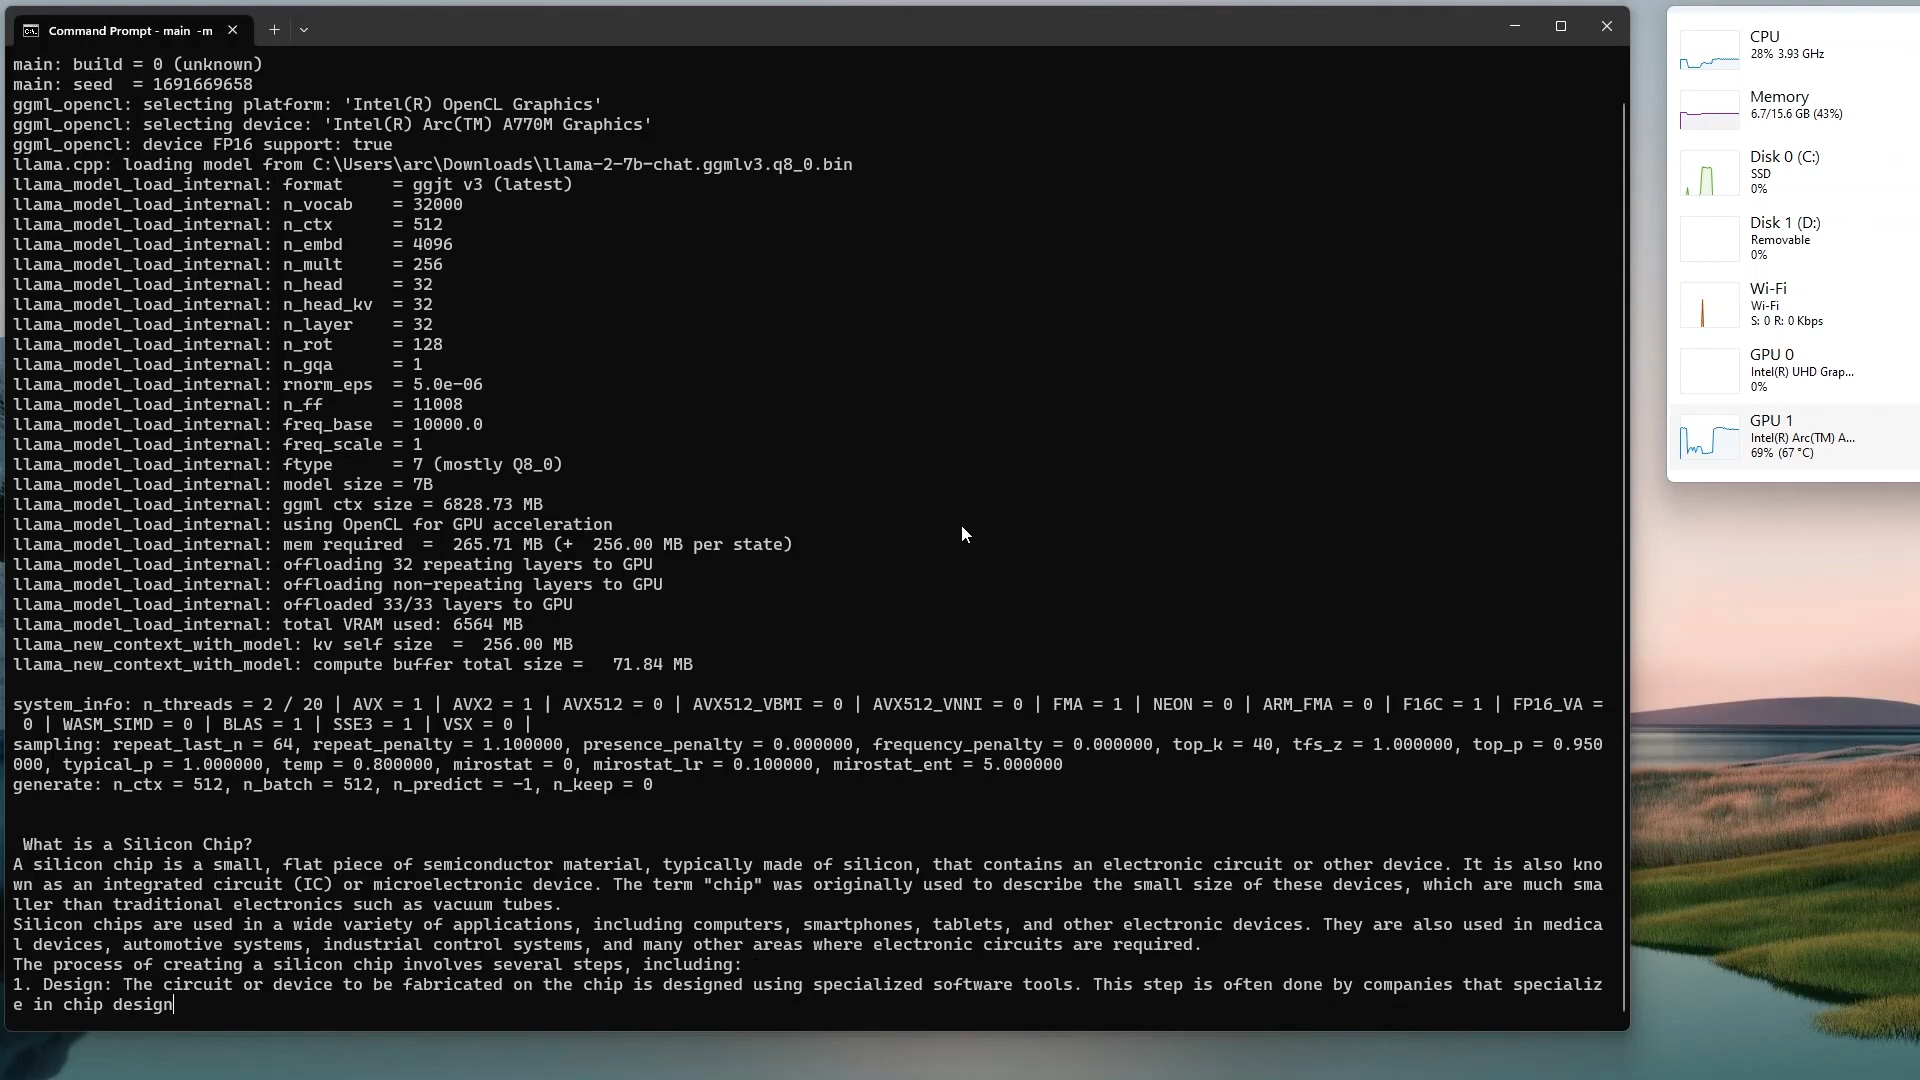 Command Prompt - main  -m
main: build = 0 (unknown)
main: seed  = 1691669658
ggml_opencl: selecting platform: 'Intel(R) OpenCL Graphics'
ggml_opencl: selecting device: 'Intel(R) Arc(TM) A770M Graphics'
ggml_opencl: device FP16 support: true
llama.cpp: loading model from C:\Users\arc\Downloads\llama-2-7b-chat.ggmlv3.q8_0.bin
llama_model_load_internal: format     = ggjt v3 (latest)
llama_model_load_internal: n_vocab    = 32000
llama_model_load_internal: n_ctx      = 512
llama_model_load_internal: n_embd     = 4096
llama_model_load_internal: n_mult     = 256
llama_model_load_internal: n_head     = 32
llama_model_load_internal: n_head_kv  = 32
llama_model_load_internal: n_layer    = 32
llama_model_load_internal: n_rot      = 128
llama_model_load_internal: n_gqa      = 1
llama_model_load_internal: rnorm_eps  = 5.0e-06
llama_model_load_internal: n_ff       = 11008
llama_model_load_internal: freq_base  = 10000.0
llama_model_load_internal: freq_scale = 1
llama_model_load_internal: ftype      = 7 (mostly Q8_0)
llama_model_load_internal: model size = 7B
llama_model_load_internal: ggml ctx size = 6828.73 MB
llama_model_load_internal: using OpenCL for GPU acceleration
llama_model_load_internal: mem required  =  265.71 MB (+  256.00 MB per state)
llama_model_load_internal: offloading 32 repeating layers to GPU
llama_model_load_internal: offloading non-repeating layers to GPU
llama_model_load_internal: offloaded 33/33 layers to GPU
llama_model_load_internal: total VRAM used: 6564 MB
llama_new_context_with_model: kv self size  =  256.00 MB
llama_new_context_with_model: compute buffer total size =   71.84 MB
system_info: n_threads = 2 / 20 | AVX = 1 | AVX2 = 1 | AVX512 = 0 | AVX512_VBMI = 0 | AVX512_VNNI = 0 | FMA = 1 | NEON = 0 | ARM_FMA = 0 | F16C = 1 | FP16_VA =
 0 | WASM_SIMD = 0 | BLAS = 1 | SSE3 = 1 | VSX = 0 |
sampling: repeat_last_n = 64, repeat_penalty = 1.100000, presence_penalty = 0.000000, frequency_penalty = 0.000000, top_k = 40, tfs_z = 1.000000, top_p = 0.950
000, typical_p = 1.000000, temp = 0.800000, mirostat = 0, mirostat_lr = 0.100000, mirostat_ent = 5.000000
generate: n_ctx = 512, n_batch = 512, n_predict = -1, n_keep = 0
 What is a Silicon Chip?
A silicon chip is a small, flat piece of semiconductor material, typically made of silicon, that contains an electronic circuit or other device. It is also kno
wn as an integrated circuit (IC) or microelectronic device. The term "chip" was originally used to describe the small size of these devices, which are much sma
ller than traditional electronics such as vacuum tubes.
Silicon chips are used in a wide variety of applications, including computers, smartphones, tablets, and other electronic devices. They are also used in medica
l devices, automotive systems, industrial control systems, and many other areas where electronic circuits are required.
The process of creating a silicon chip involves several steps, including:
1. Design: The circuit or device to be fabricated on the chip is designed using specialized software tools. This step is often done by companies that specializ
e in chip design
CPU
28% 3.93 GHz
Memory
6.7/15.6 GB (43%)
Disk 0 (C:)
SSD
0%
Disk 1 (D:)
Removable
0%
Wi-Fi
Wi-Fi
S: 0 R: 0 Kbps
GPU 0
Intel(R) UHD Grap...
0%
GPU 1
Intel(R) Arc(TM) A...
69% (67 °C)